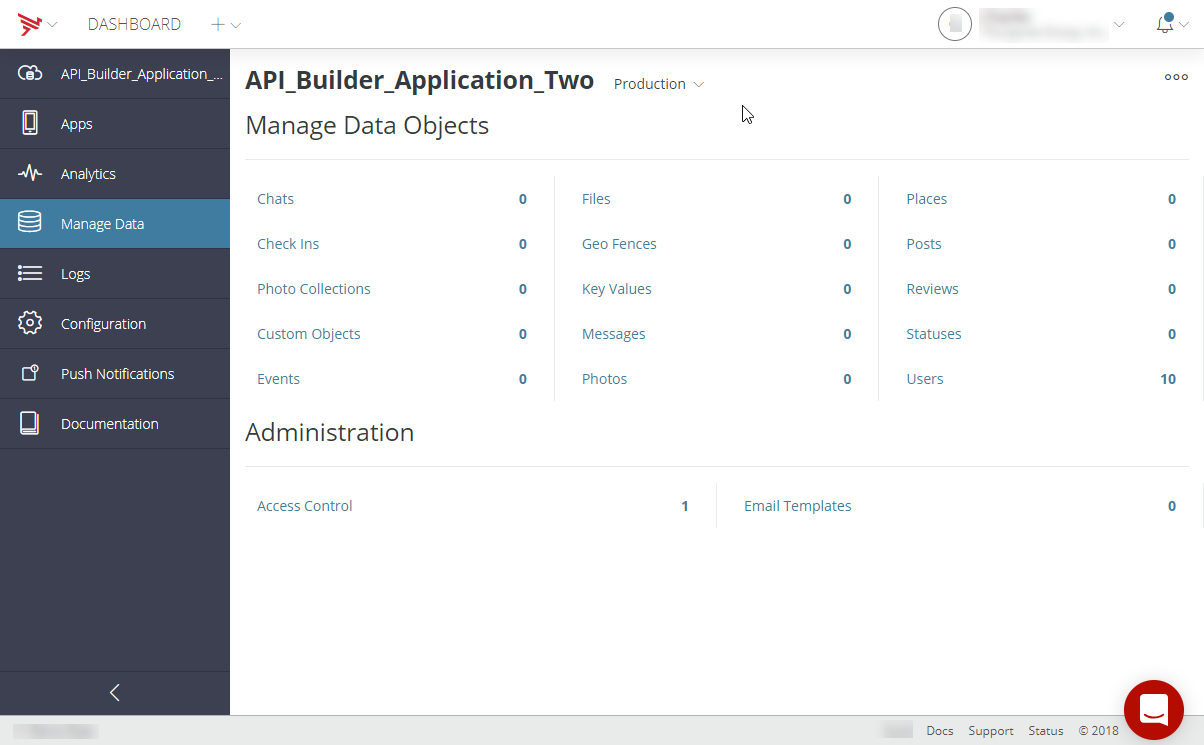 DASHBOARD
API_Builder_Application_...
Apps
Analytics
Manage Data
Logs
Configuration
Push Notifications
Documentation
API_Builder_Application_Two Production
Manage Data Objects
Chats 0 Files 0 Places 0
Check Ins 0 Geo Fences 0 Posts 0
Photo Collections 0 Key Values 0 Reviews 0
Custom Objects 0 Messages 0 Statuses 0
Events 0 Photos 0 Users 10
Administration
Access Control 1 Email Templates 0
Docs Support Status © 2018